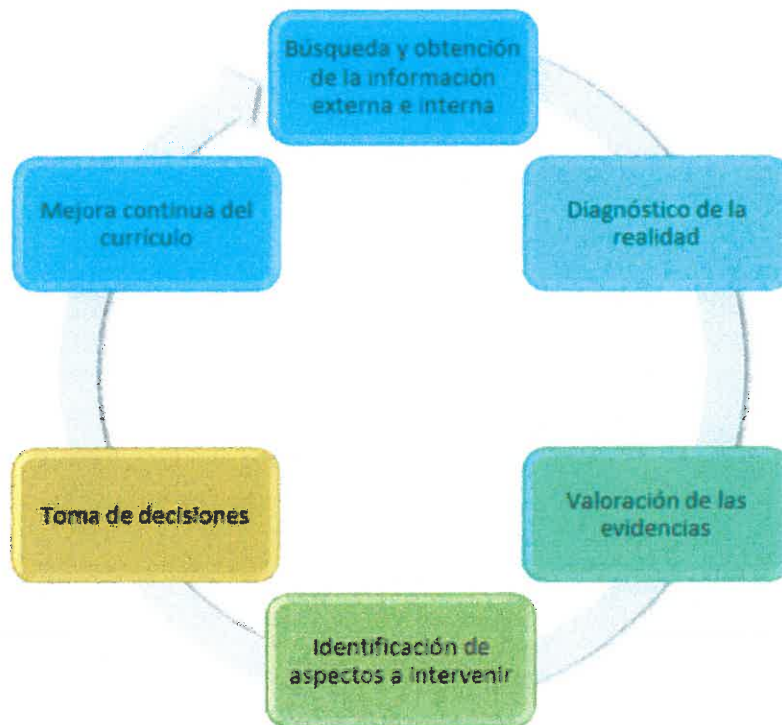 Búsqueda y obtención
de la información
externa e interna
Diagnóstico de la
realidad
Valoración de las
evidencias
Identificación de
aspectos a intervenir
Toma de decisiones
Mejora continua del
currículo